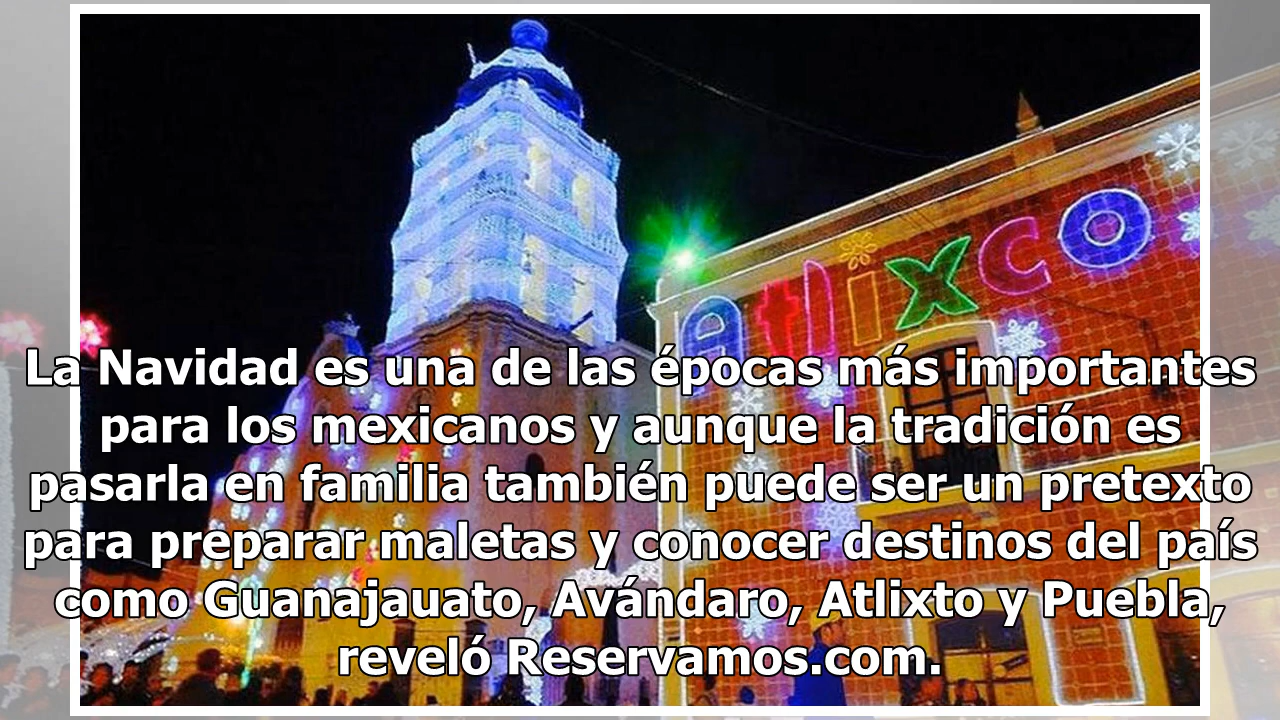 atlixco
La Navidad es una de las épocas más importantes
para los mexicanos y aunque la tradición es
pasarla en familia también puede ser un pretexto
para preparar maletas y conocer destinos del país
como Guanajauato, Avándaro, Atlixto y Puebla,
reveló Reservamos.com.